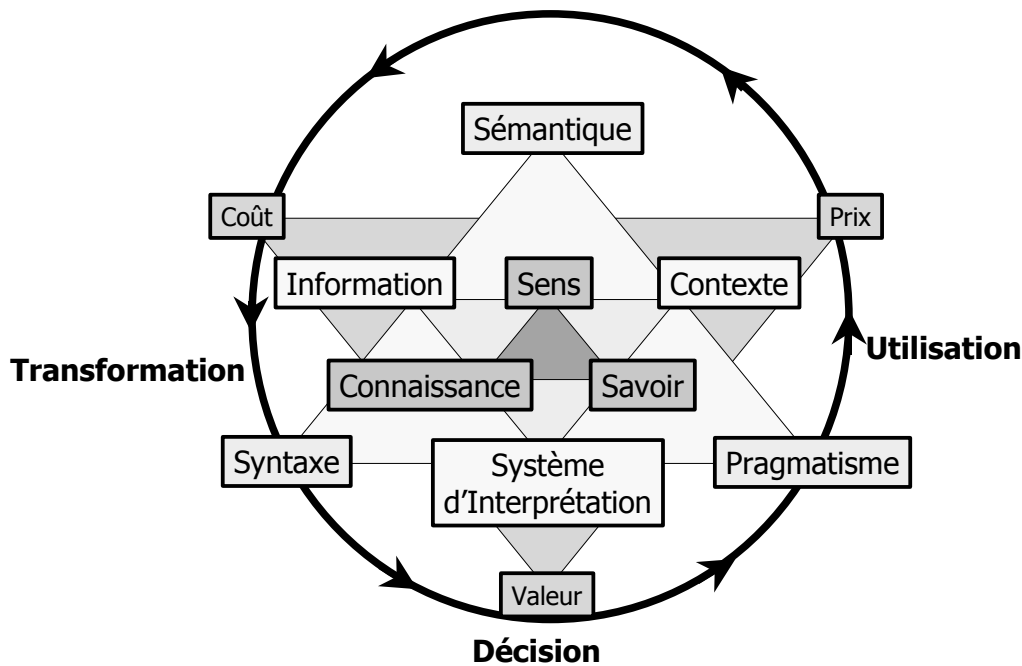 Sémantique
Coût
Prix
Information
Sens
Contexte
Transformation
Utilisation
Connaissance
Savoir
Syntaxe
Système
d'Interprétation
Pragmatisme
Valeur
Décision